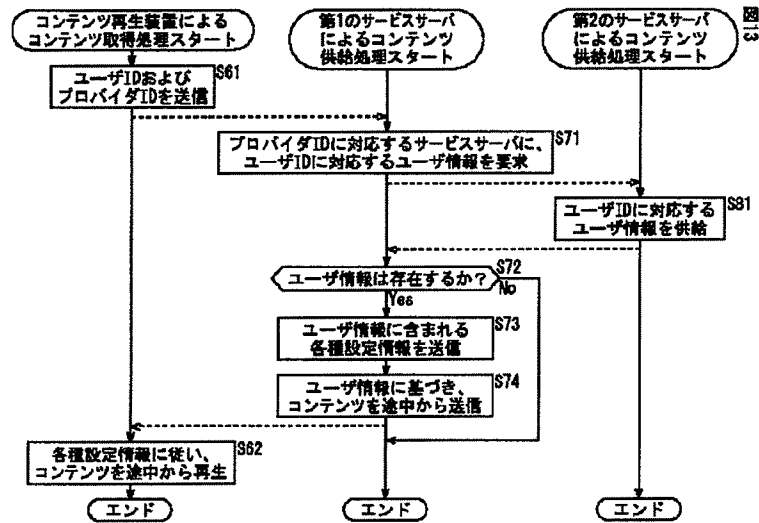 図13
コンテンツ再生装置による
コンテンツ取得処理スタート
第1のサービスサーバ
によるコンテンツ
供給処理スタート
第2のサービスサーバ
によるコンテンツ
供給処理スタート
S61
ユーザIDおよび
プロバイダIDを送信
S71
プロバイダIDに対応するサービスサーバに、
ユーザIDに対応するユーザ情報を要求
S81
ユーザIDに対応する
ユーザ情報を供給
S72
ユーザ情報は存在するか?
No
Yes
S73
ユーザ情報に含まれる
各種設定情報を送信
S74
ユーザ情報に基づき、
コンテンツを途中から送信
S62
各種設定情報に従い、
コンテンツを途中から再生
エンド
エンド
エンド